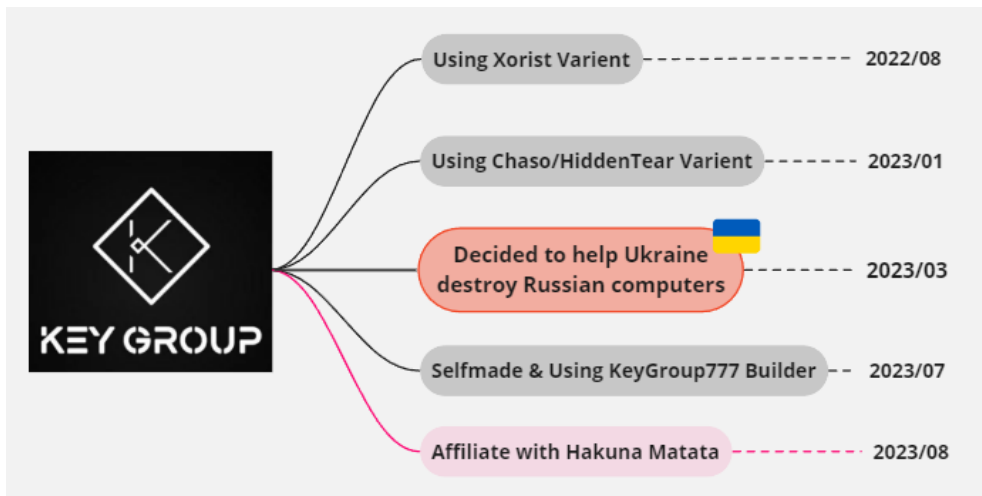 Using Xorist Varient
2022/08
Using Chaso/HiddenTear Varient
2023/01
Decided to help Ukraine
destroy Russian computers
2023/03
KEY GROUP
Selfmade & Using KeyGroup777 Builder
2023/07
Affiliate with Hakuna Matata
2023/08